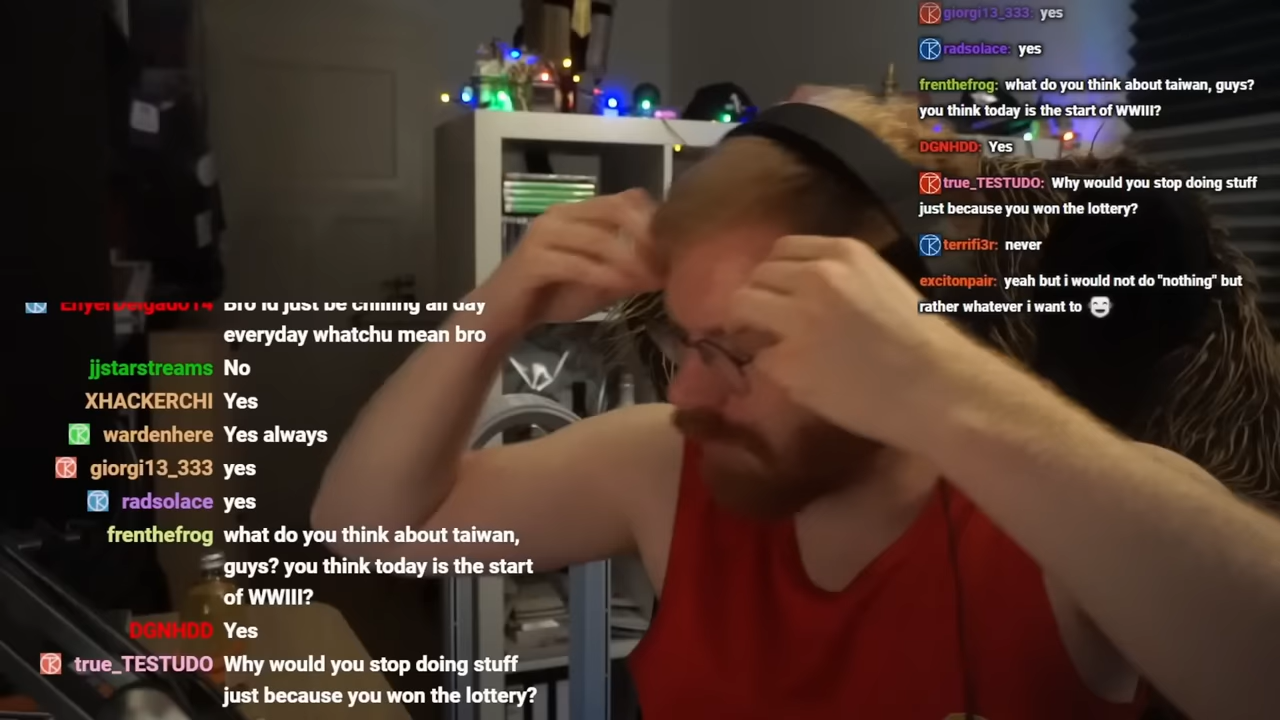 EnyerDelgado14 Bro id just be chilling all day
everyday whatchu mean bro
jjstarstreams No
XHACKERCHI Yes
wardenhere Yes always
giorgi13_333 yes
radsolace yes
frenthefrog what do you think about taiwan,
guys? you think today is the start
of WWIII?
DGNHDD Yes
true_TESTUDO Why would you stop doing stuff
just because you won the lottery?
giorgi13_333: yes
radsolace: yes
frenthefrog: what do you think about taiwan, guys?
you think today is the start of WWIII?
DGNHDD: Yes
true_TESTUDO: Why would you stop doing stuff
just because you won the lottery?
terrifi3r: never
excitonpair: yeah but i would not do "nothing" but
rather whatever i want to